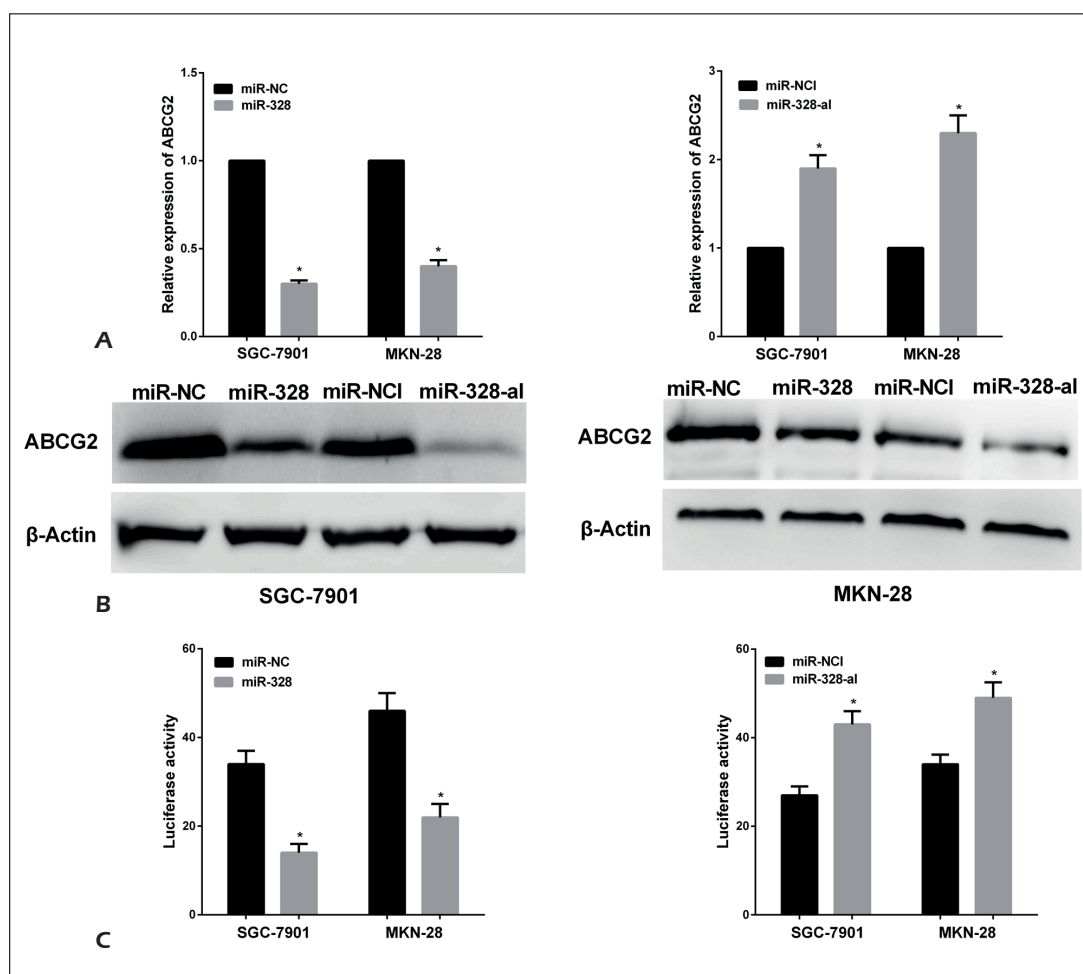 1.5
1.0
0.5
0.0
Relative expression of ABCG2
miR-NC
miR-328
*
*
SGC-7901
MKN-28
3
2
1
0
Relative expression of ABCG2
miR-NCI
miR-328-aI
*
*
SGC-7901
MKN-28
A
miR-NC miR-328 miR-NCI miR-328-aI
ABCG2
β-Actin
SGC-7901
miR-NC miR-328 miR-NCI miR-328-aI
ABCG2
β-Actin
MKN-28
B
60
40
20
0
Luciferase activity
miR-NC
miR-328
*
*
SGC-7901
MKN-28
60
40
20
0
Luciferase activity
miR-NCI
miR-328-aI
*
*
SGC-7901
MKN-28
C